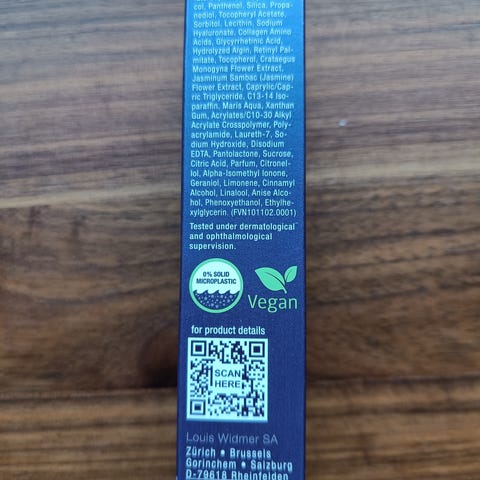 col, Panthenol, Silica, Propa-
nediol, Tocopheryl Acetate,
Sorbitol, Lecithin, Sodium
Hyaluronate, Collagen Amino
Acids, Glycyrrhetinic Acid,
Hydrolyzed Algin, Retinyl Pal-
mitate, Tocopherol, Crataegus
Monogyna Flower Extract,
Jasminum Sambac (Jasmine)
Flower Extract, Caprylic/Cap-
ric Triglyceride, C13-14 Iso-
paraffin, Maris Aqua, Xanthan
Gum, Acrylates/C10-30 Alkyl
Acrylate Crosspolymer, Poly-
acrylamide, Laureth-7, So-
dium Hydroxide, Disodium
EDTA, Pantolactone, Sucrose,
Citric Acid, Parfum, Citronel-
lol, Alpha-Isomethyl Ionone,
Geraniol, Limonene, Cinnamyl
Alcohol, Linalool, Anise Alco-
hol, Phenoxyethanol, Ethylhe-
xylglycerin. (FVN101102.0001)
Tested under dermatological
and ophthalmological
supervision.
0% SOLID
MICROPLASTIC
Vegan
for product details
SCAN
HERE
Louis Widmer SA
Zürich • Brussels
Gorinchem • Salzburg
D-79618 Rheinfelden